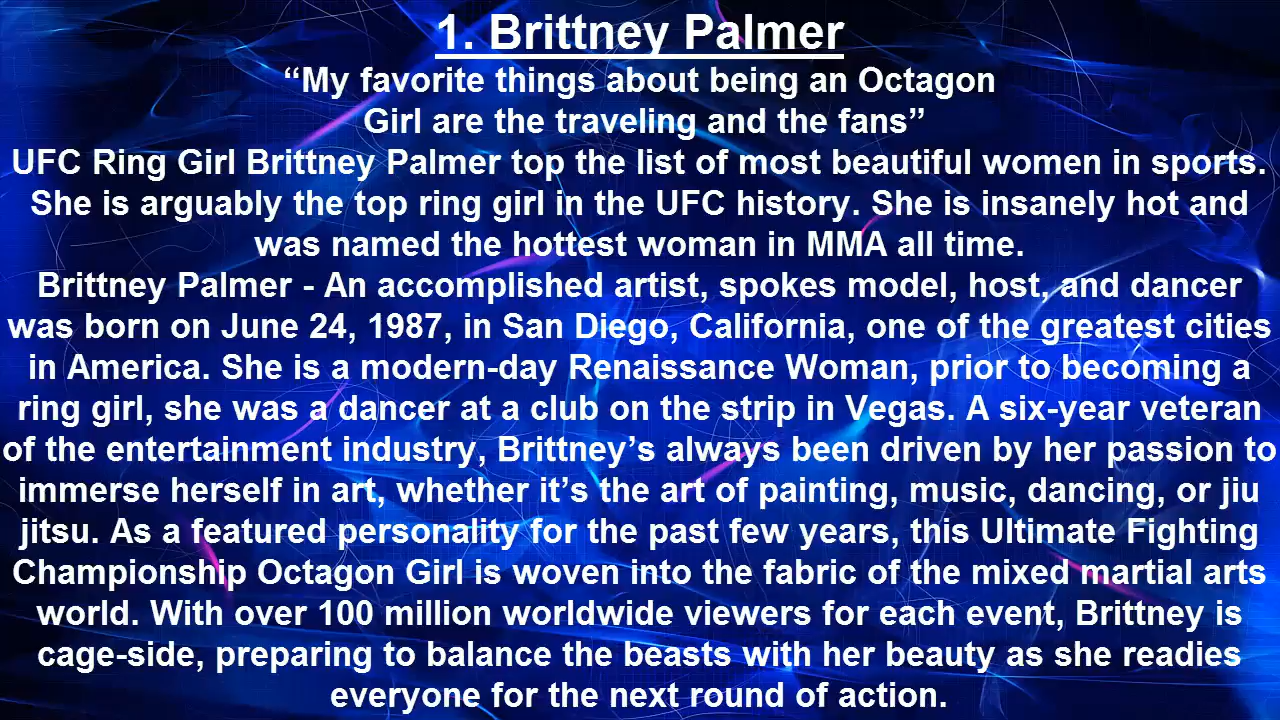 1. Brittney Palmer
“My favorite things about being an Octagon
Girl are the traveling and the fans”
UFC Ring Girl Brittney Palmer top the list of most beautiful women in sports.
She is arguably the top ring girl in the UFC history. She is insanely hot and
was named the hottest woman in MMA all time.
Brittney Palmer - An accomplished artist, spokes model, host, and dancer
was born on June 24, 1987, in San Diego, California, one of the greatest cities
in America. She is a modern-day Renaissance Woman, prior to becoming a
ring girl, she was a dancer at a club on the strip in Vegas. A six-year veteran
of the entertainment industry, Brittney’s always been driven by her passion to
immerse herself in art, whether it’s the art of painting, music, dancing, or jiu
jitsu. As a featured personality for the past few years, this Ultimate Fighting
Championship Octagon Girl is woven into the fabric of the mixed martial arts
world. With over 100 million worldwide viewers for each event, Brittney is
cage-side, preparing to balance the beasts with her beauty as she readies
everyone for the next round of action.